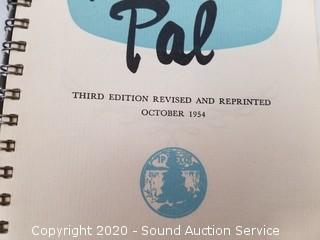 Pal
THIRD EDITION REVISED AND REPRINTED
OCTOBER 1954
Copyright 2020 - Sound Auction Service